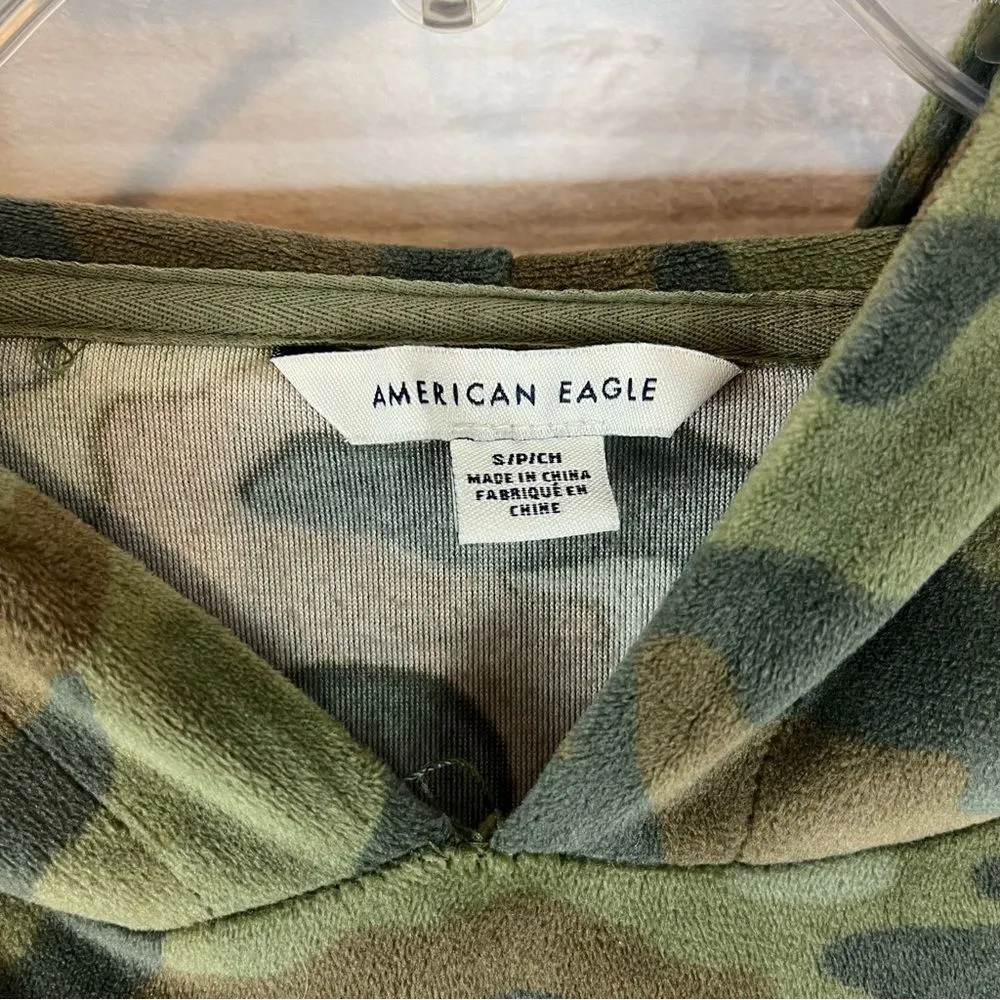 AMERICAN EAGLE
S/P/CH
MADE IN CHINA
FABRIQUÉ EN
CHINE